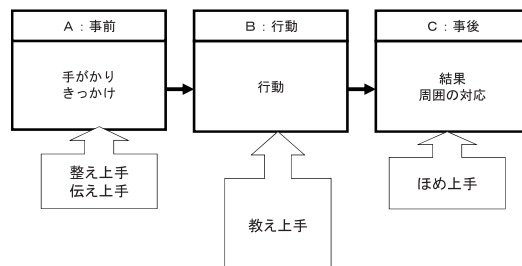 A：事前
手がかり
きっかけ
B：行動
行動
C：事後
結果
周囲の対応
整え上手
伝え上手
教え上手
ほめ上手